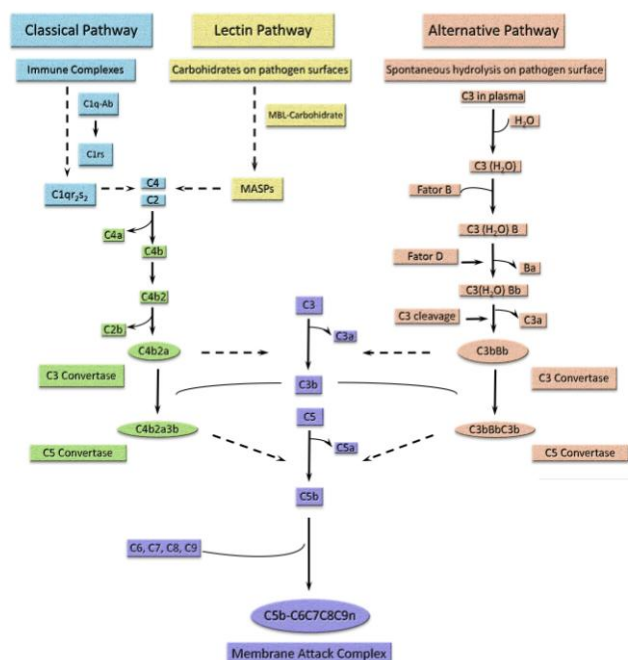 Classical Pathway
Lectin Pathway
Alternative Pathway
Immune Complexes
Carbohydrates on pathogen surfaces
Spontaneous hydrolysis on pathogen surface
C1q-Ab
MBL-Carbohydrate
C3 in plasma
H₂O
C1rs
C3 (H₂O)
C1qr₂s₂
C4
C2
MASPs
Fator B
C4a
C4b
C3 (H₂O) B
Fator D
Ba
C4b2
C3(H₂O) Bb
C3
C3 cleavage
C3a
C2b
C3a
C4b2a
C3bBb
C3 Convertase
C3b
C3 Convertase
C5
C4b2a3b
C3bBbC3b
C5 Convertase
C5a
C5 Convertase
C5b
C6, C7, C8, C9
C5b-C6C7C8C9n
Membrane Attack Complex